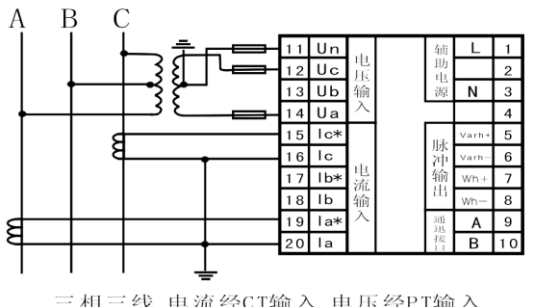 A B C
11 Un 电压输入 辅助电源 L 1
12 Uc 2
13 Ub N 3
14 Ua 4
15 Ic* 电流输入 脉冲输出 Varh+ 5
16 Ic Varh− 6
17 Ib* Wh+ 7
18 Ib Wh− 8
19 Ia* 通迅接口 A 9
20 Ia B 10
三相三线 电流经CT输入 电压经PT输入